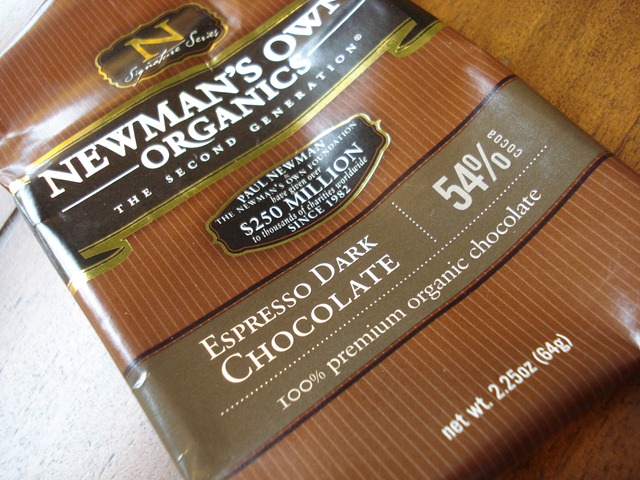 N
Signature Series
NEWMAN'S OWN
ORGANICS
THE SECOND GENERATION®
PAUL NEWMAN
THE NEWMAN'S OWN FOUNDATION
have given over
$250 MILLION
to thousands of charities worldwide
SINCE 1982
54% cocoa
ESPRESSO DARK
CHOCOLATE
100% premium organic chocolate
net wt. 2.25oz (64g)